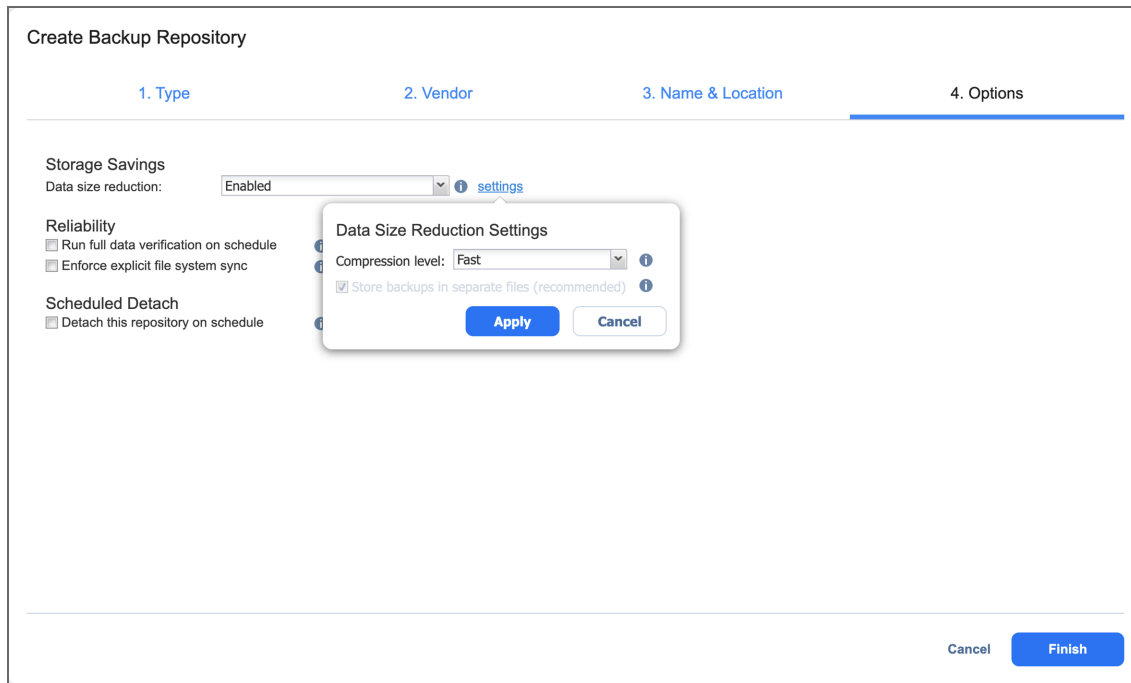 Create Backup Repository
1. Type
2. Vendor
3. Name & Location
4. Options
Storage Savings
Data size reduction:
Enabled
settings
Reliability
Run full data verification on schedule
Enforce explicit file system sync
Scheduled Detach
Detach this repository on schedule
Data Size Reduction Settings
Compression level:
Fast
Store backups in separate files (recommended)
Apply
Cancel
Cancel
Finish